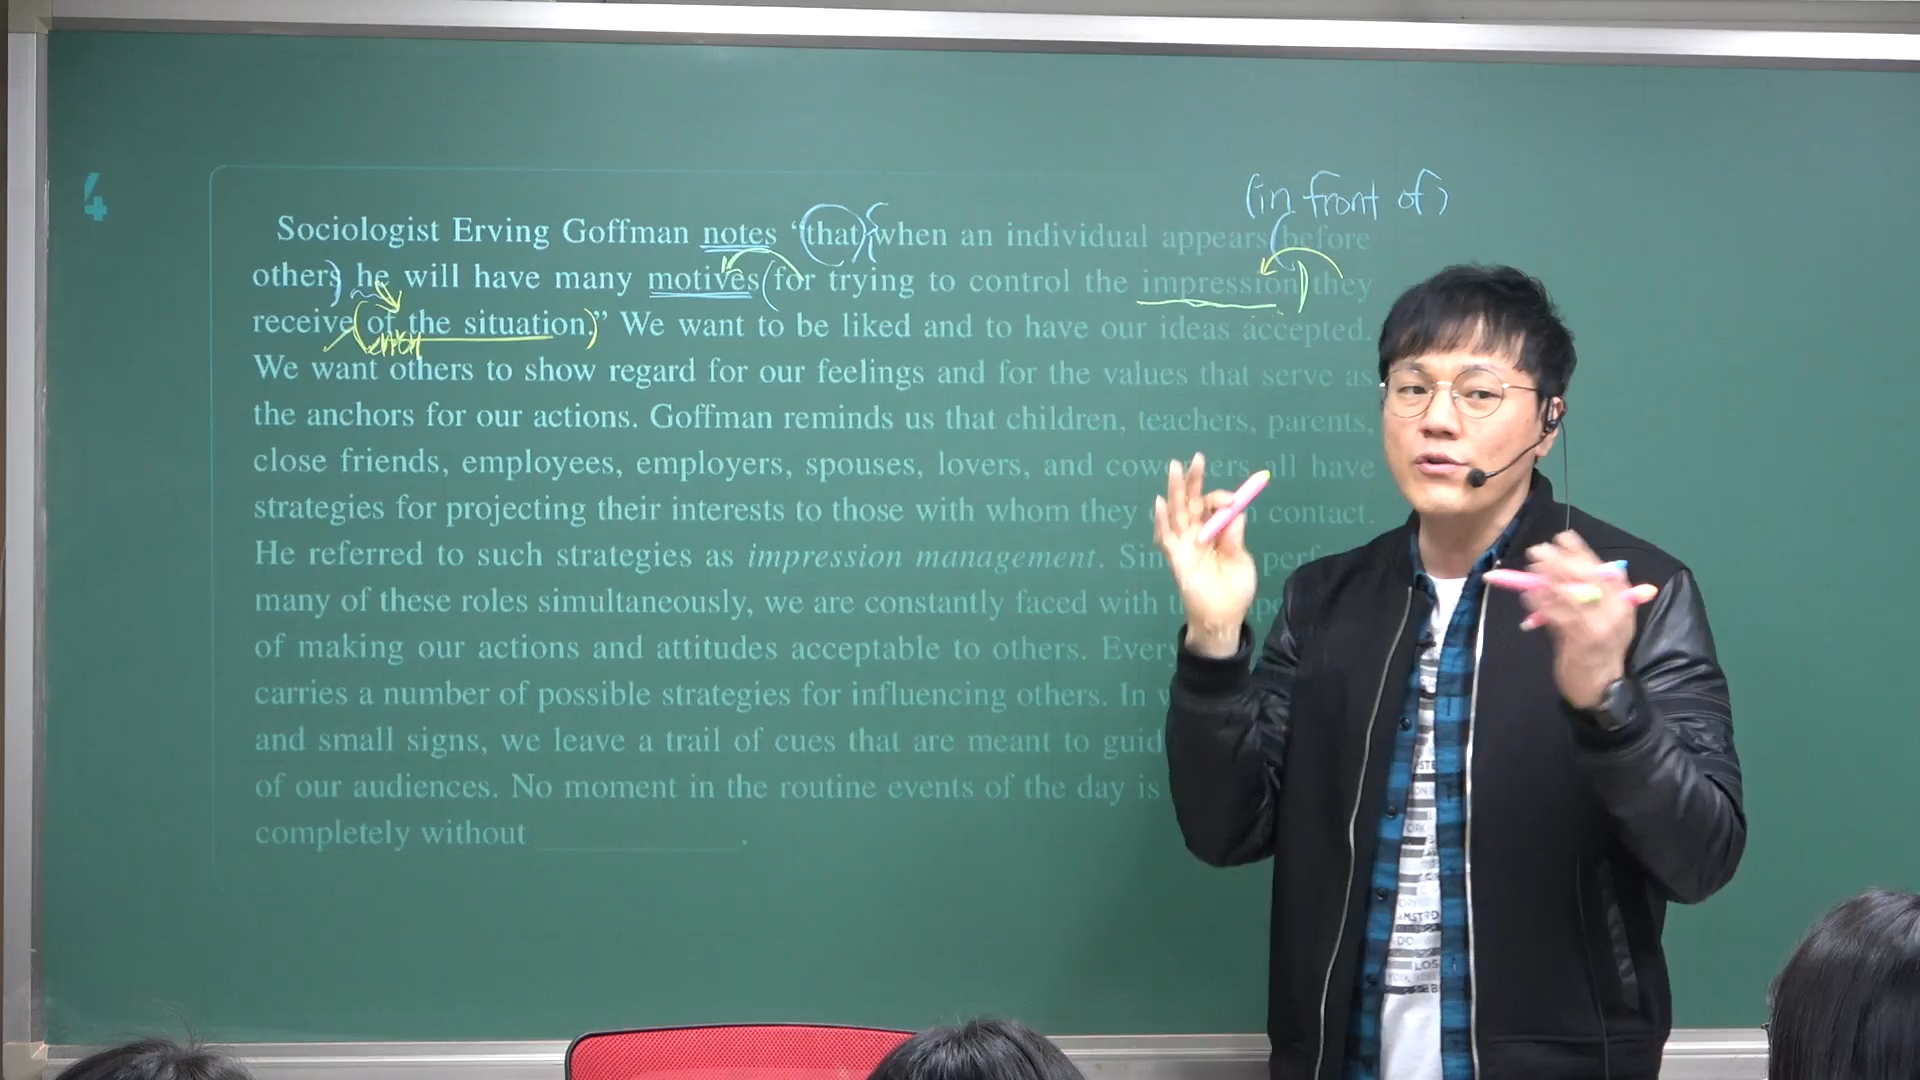 4
(in front of)
Sociologist Erving Goffman notes “that when an individual appears before
others he will have many motives for trying to control the impression they
receive of the situation.” We want to be liked and to have our ideas accepted.
We want others to show regard for our feelings and for the values that serve as
the anchors for our actions. Goffman reminds us that children, teachers, parents,
close friends, employees, employers, spouses, lovers, and coworkers all have
strategies for projecting their interests to those with whom they contact.
He referred to such strategies as impression management.
many of these roles simultaneously, we are constantly faced with
of making our actions and attitudes acceptable to others. Every
carries a number of possible strategies for influencing others. In
and small signs, we leave a trail of cues that are meant to guid
of our audiences. No moment in the routine events of the day is
completely without ____________.